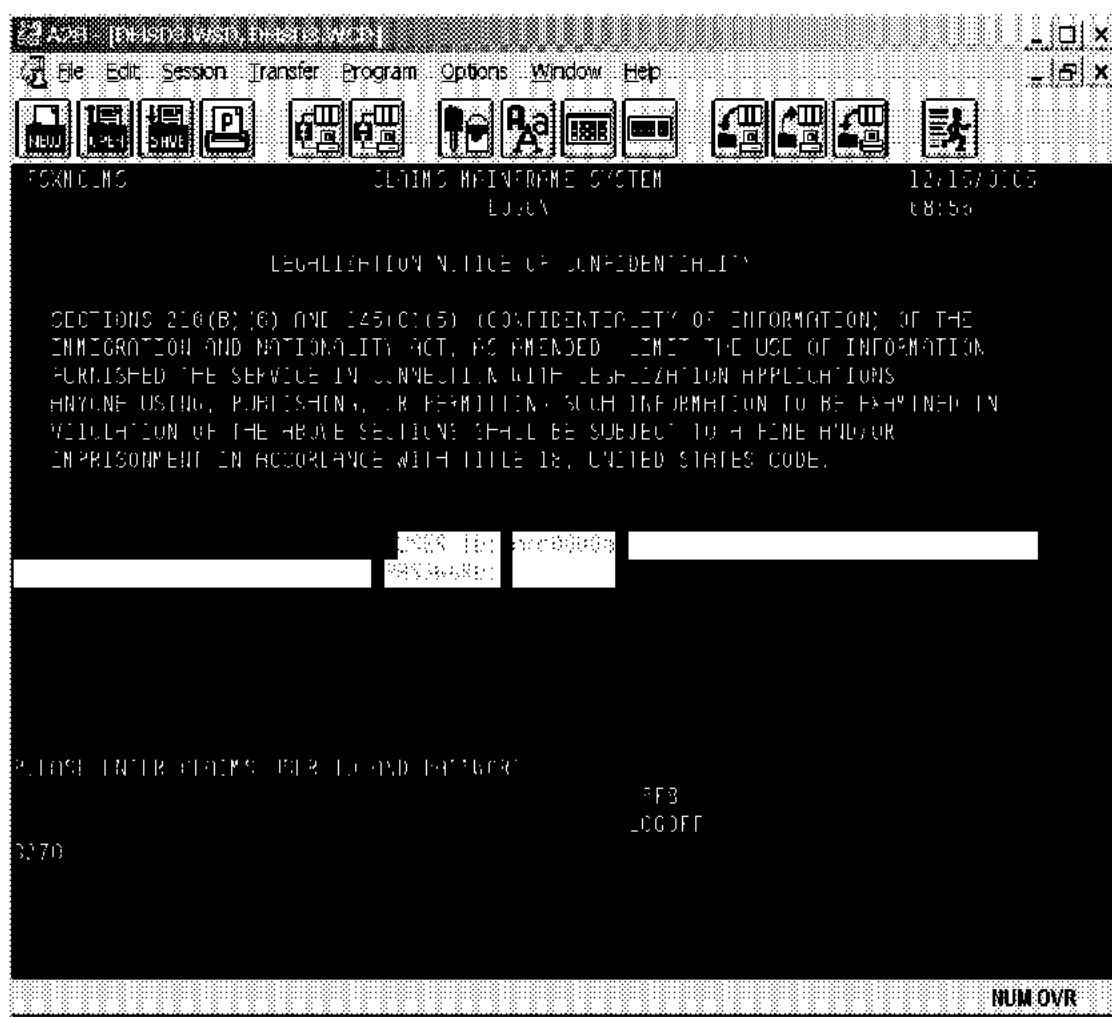 File Edit Session Transfer Program Options Window Help
NEW OPEN SAVE
CLAIMS MAINFRAME SYSTEM
LOGON
LEGALIZATION NOTICE OF CONFIDENTIALITY
SECTIONS 210(B)(6) AND 245(C)(5) (CONFIDENTIALITY OF INFORMATION) OF THE
IMMIGRATION AND NATIONALITY ACT, AS AMENDED LIMIT THE USE OF INFORMATION
FURNISHED THE SERVICE IN CONNECTION WITH LEGALIZATION APPLICATIONS
ANYONE USING, PUBLISHING, OR PERMITTING SUCH INFORMATION TO BE EXAMINED IN
VIOLATION OF THE ABOVE SECTIONS SHALL BE SUBJECT TO A FINE AND/OR
IMPRISONMENT IN ACCORDANCE WITH TITLE 18, UNITED STATES CODE.
USER ID:
PASSWORD:
PLEASE ENTER CLAIMS USER ID AND PASSWORD
LOGOFF
3270
NUM OVR